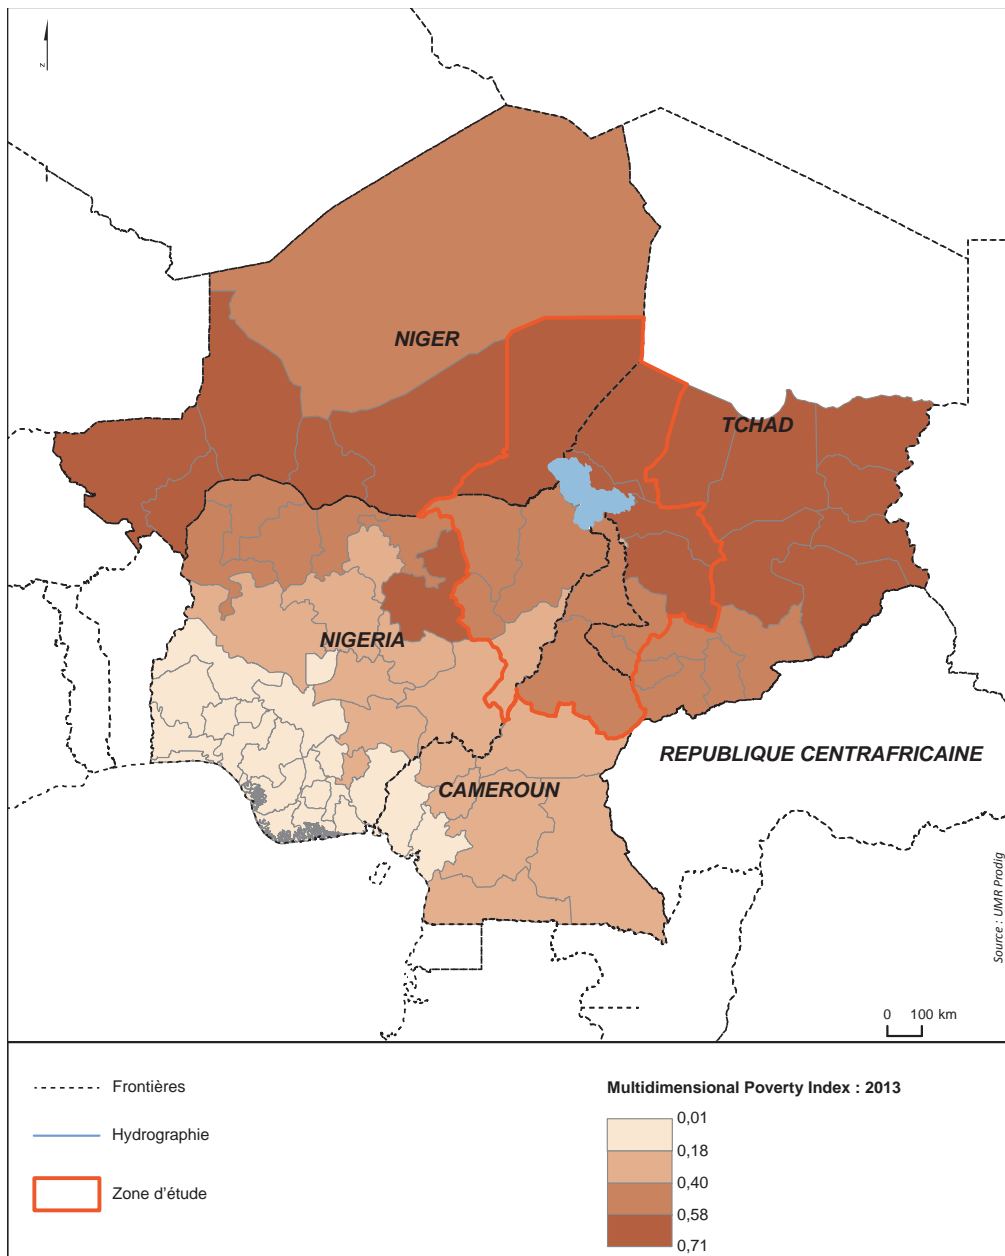 z
NIGER
TCHAD
NIGERIA
REPUBLIQUE CENTRAFRICAINE
CAMEROUN
Source : UMR Prodig
0 100 km
Frontières
Hydrographie
Zone d'étude
Multidimensional Poverty Index : 2013
0,01
0,18
0,40
0,58
0,71